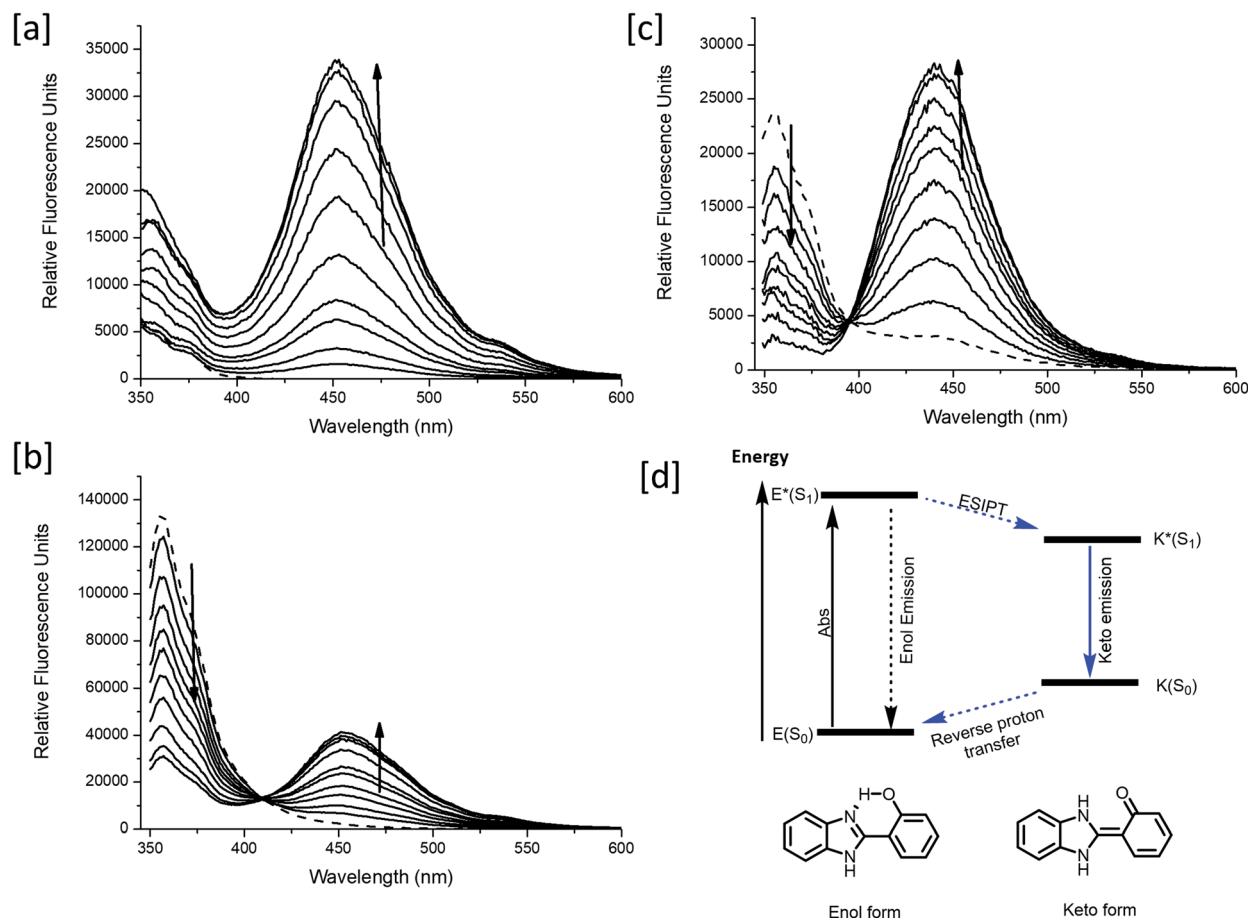 [a]
Relative Fluorescence Units
35000
30000
25000
20000
15000
10000
5000
0
350
400
450
500
550
600
Wavelength (nm)
[c]
Relative Fluorescence Units
30000
25000
20000
15000
10000
5000
0
350
400
450
500
550
600
Wavelength (nm)
[b]
Relative Fluorescence Units
140000
120000
100000
80000
60000
40000
20000
0
350
400
450
500
550
600
Wavelength (nm)
[d]
Energy
E*(S1)
ESIPT
K*(S1)
Abs
Enol Emission
Keto emission
K(S0)
E(S0)
Reverse proton
transfer
H
O
N
N
H
Enol form
H
N
O
N
H
Keto form